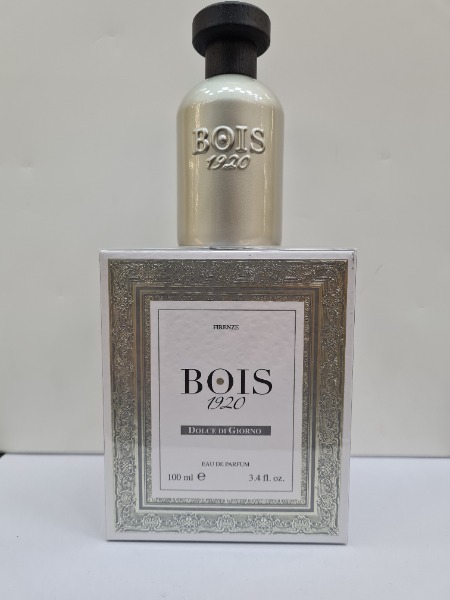 BOIS
1920
FIRENZE
BOIS
1920
DOLCE DI GIORNO
EAU DE PARFUM
100 ml ℮ 3.4 fl. oz.